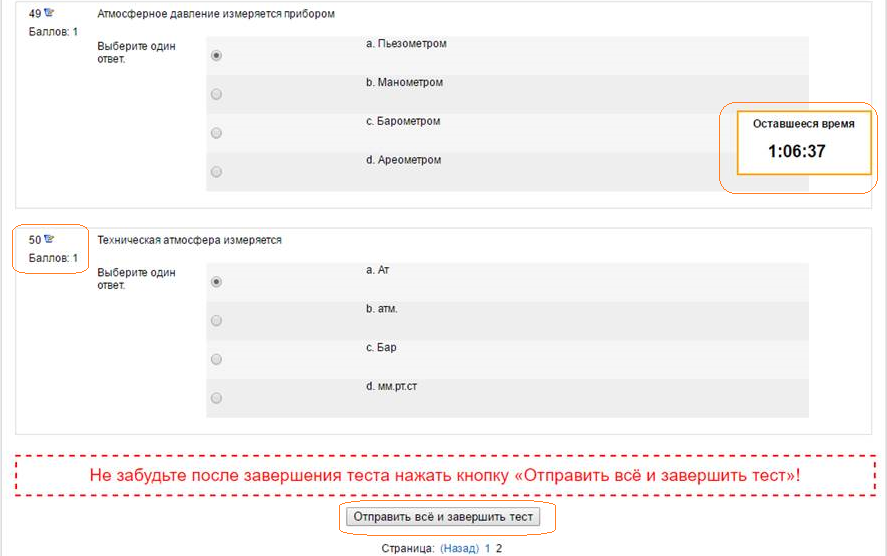 49 Атмосферное давление измеряется прибором
Баллов: 1
Выберите один
ответ.
a. Пьезометром
b. Манометром
c. Барометром
d. Ареометром
Оставшееся время
1:06:37
50 Техническая атмосфера измеряется
Баллов: 1
Выберите один
ответ.
a. Ат
b. атм.
c. Бар
d. мм.рт.ст
Не забудьте после завершения теста нажать кнопку «Отправить всё и завершить тест»!
Отправить всё и завершить тест
Страница: (Назад) 1 2